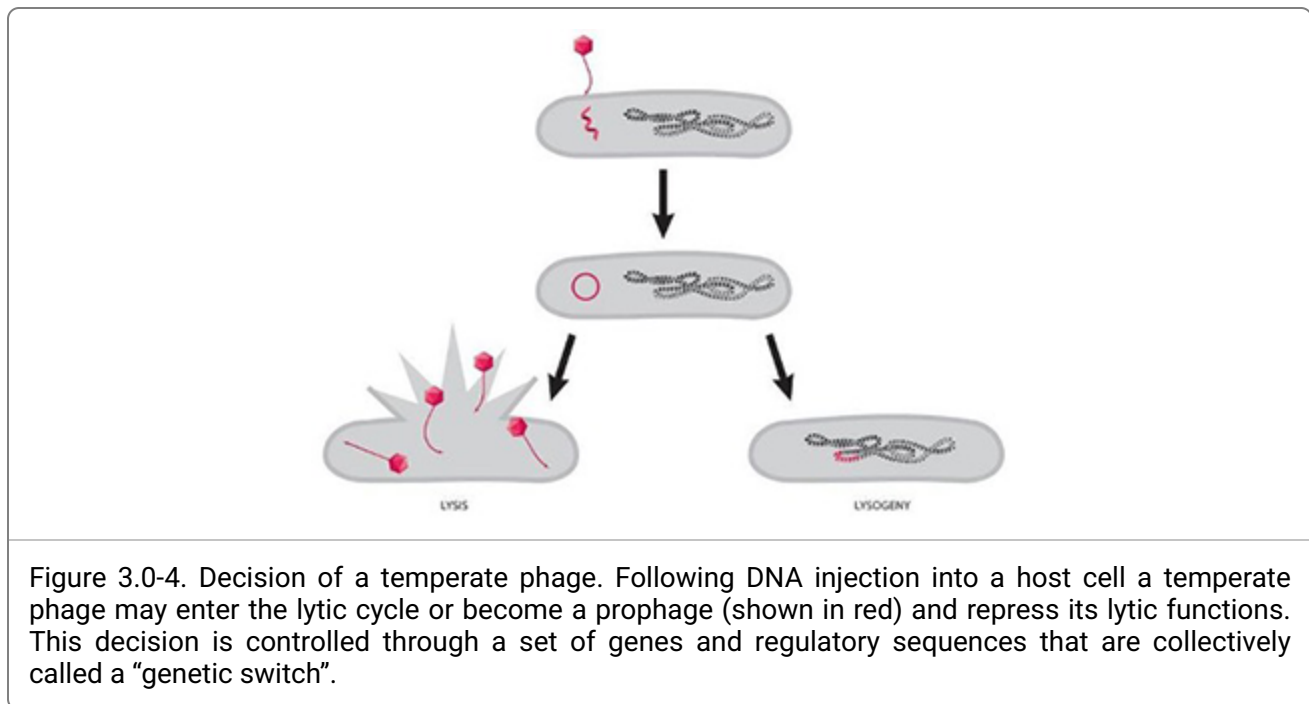 LYSIS
LYSOGENY
Figure 3.0-4. Decision of a temperate phage. Following DNA injection into a host cell a temperate
phage may enter the lytic cycle or become a prophage (shown in red) and repress its lytic functions.
This decision is controlled through a set of genes and regulatory sequences that are collectively
called a “genetic switch”.